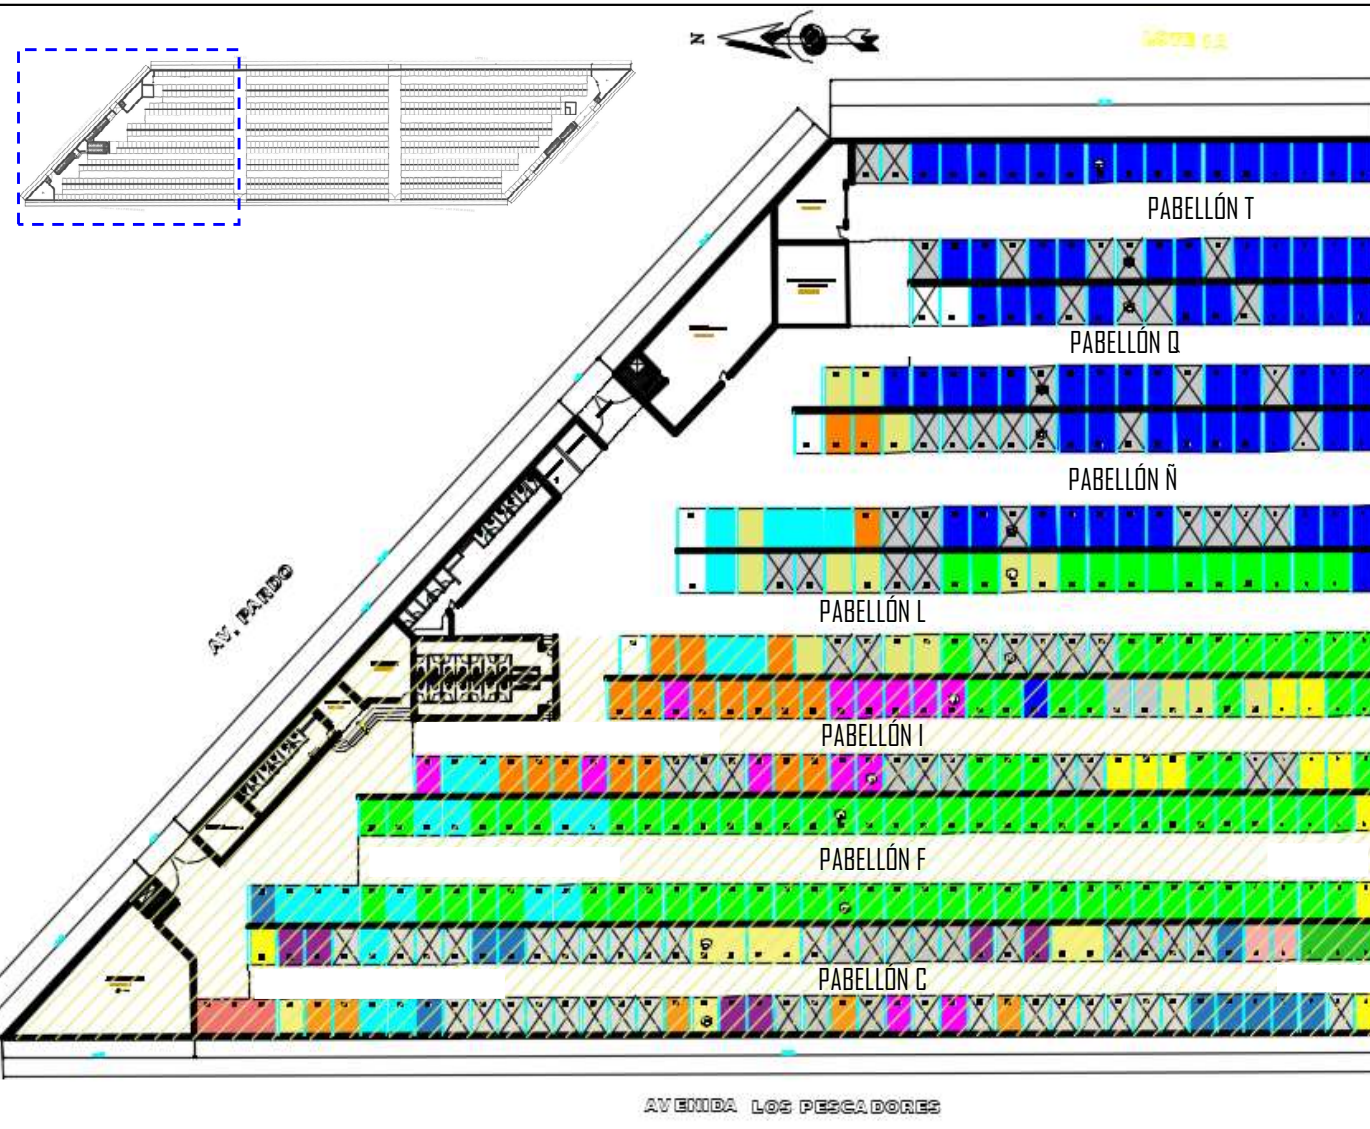 N
PABELLÓN T
PABELLÓN Q
PABELLÓN Ñ
PABELLÓN L
AV. PARDO
PABELLÓN I
PABELLÓN F
PABELLÓN C
AVENIDA LOS PESCADORES